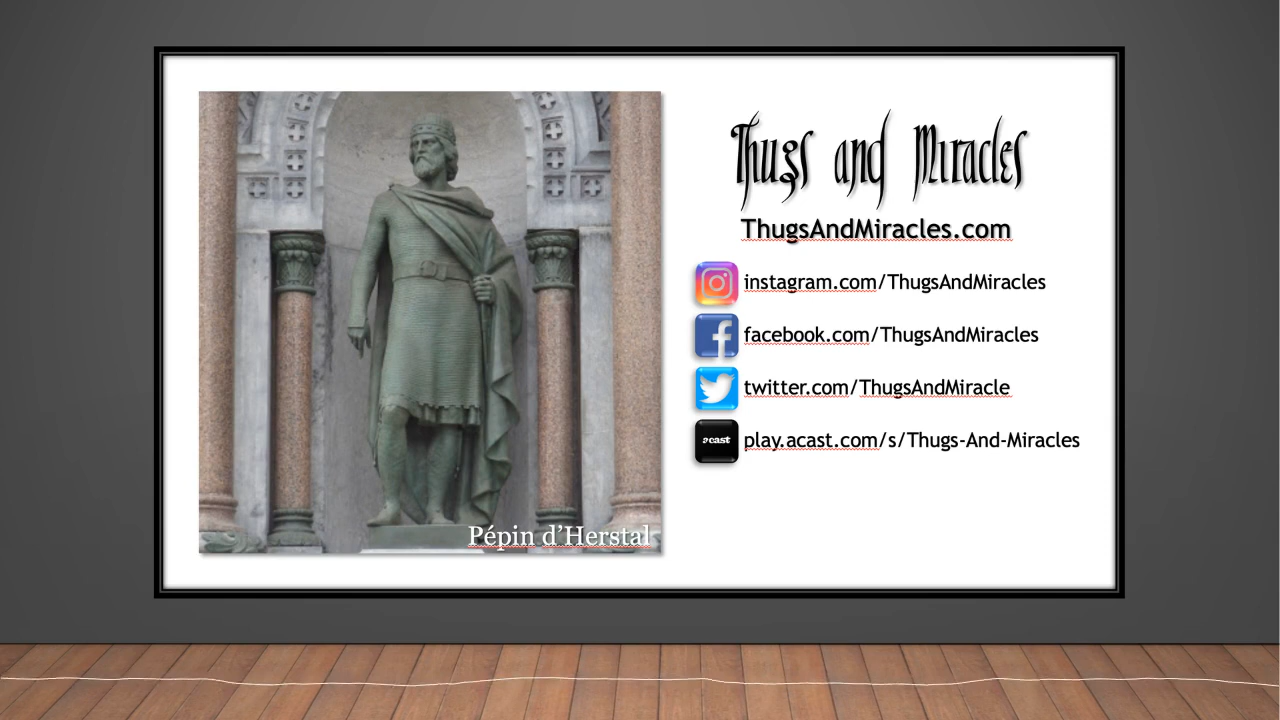 Thugs and Miracles
ThugsAndMiracles.com
instagram.com/ThugsAndMiracles
facebook.com/ThugsAndMiracles
twitter.com/ThugsAndMiracle
acast play.acast.com/s/Thugs-And-Miracles
Pépin d'Herstal